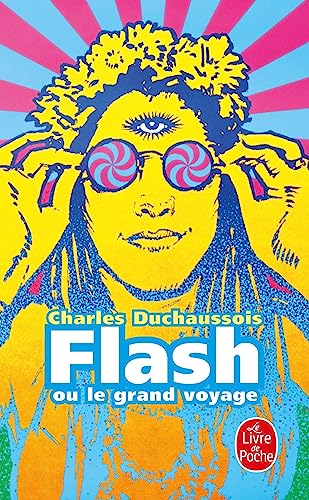 Charles Duchaussois
Flash
ou le grand voyage
Le
Livre
de
Poche